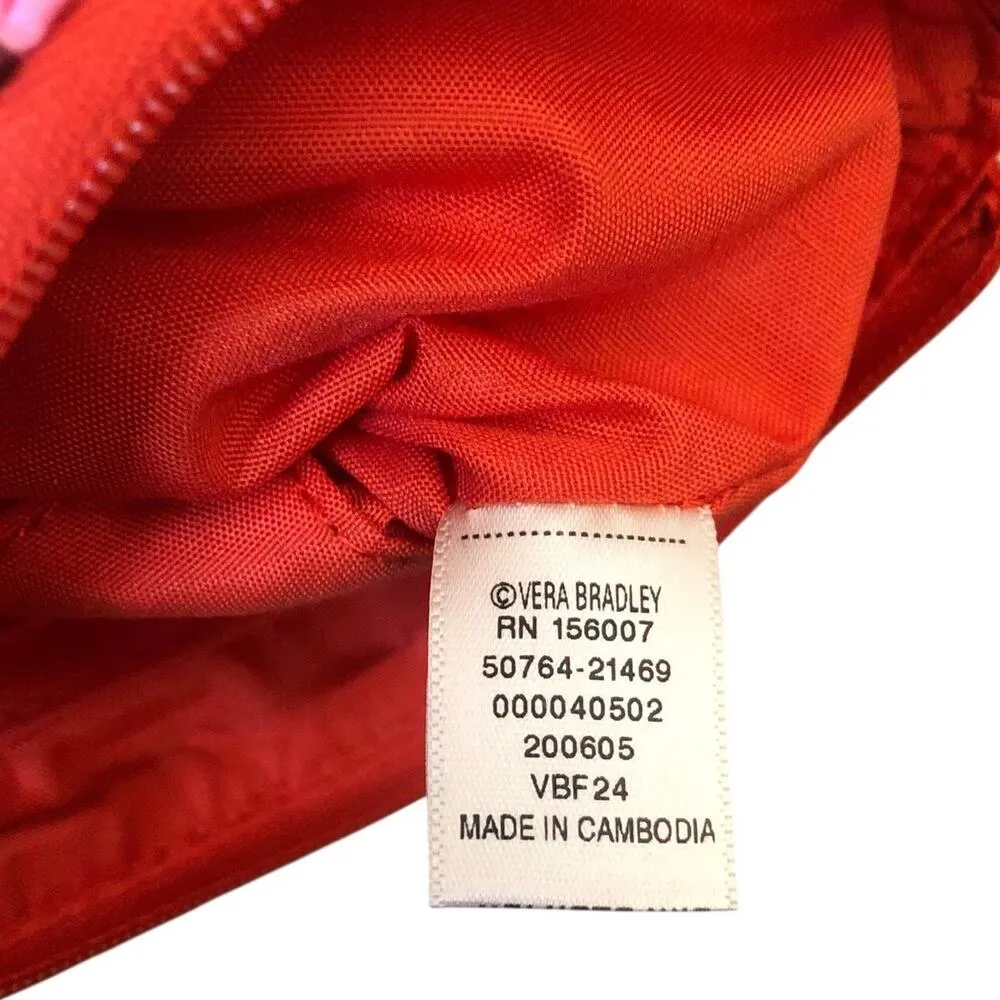 ©VERA BRADLEY
RN 156007
50764-21469
000040502
200605
VBF24
MADE IN CAMBODIA